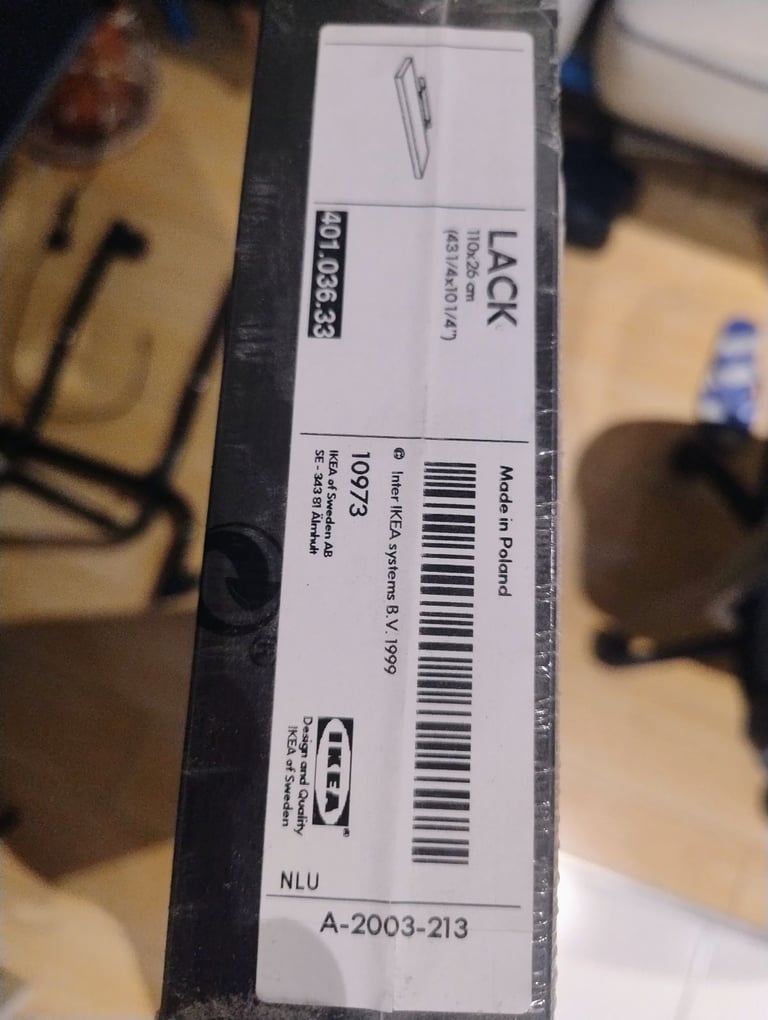 LACK
110x26 cm
(43 1/4x10 1/4")
401.036.33
Made in Poland
© Inter IKEA systems B.V. 1999
10973
IKEA of Sweden AB
SE - 343 81 Älmhult
IKEA®
Design and Quality
IKEA of Sweden
NLU
A-2003-213